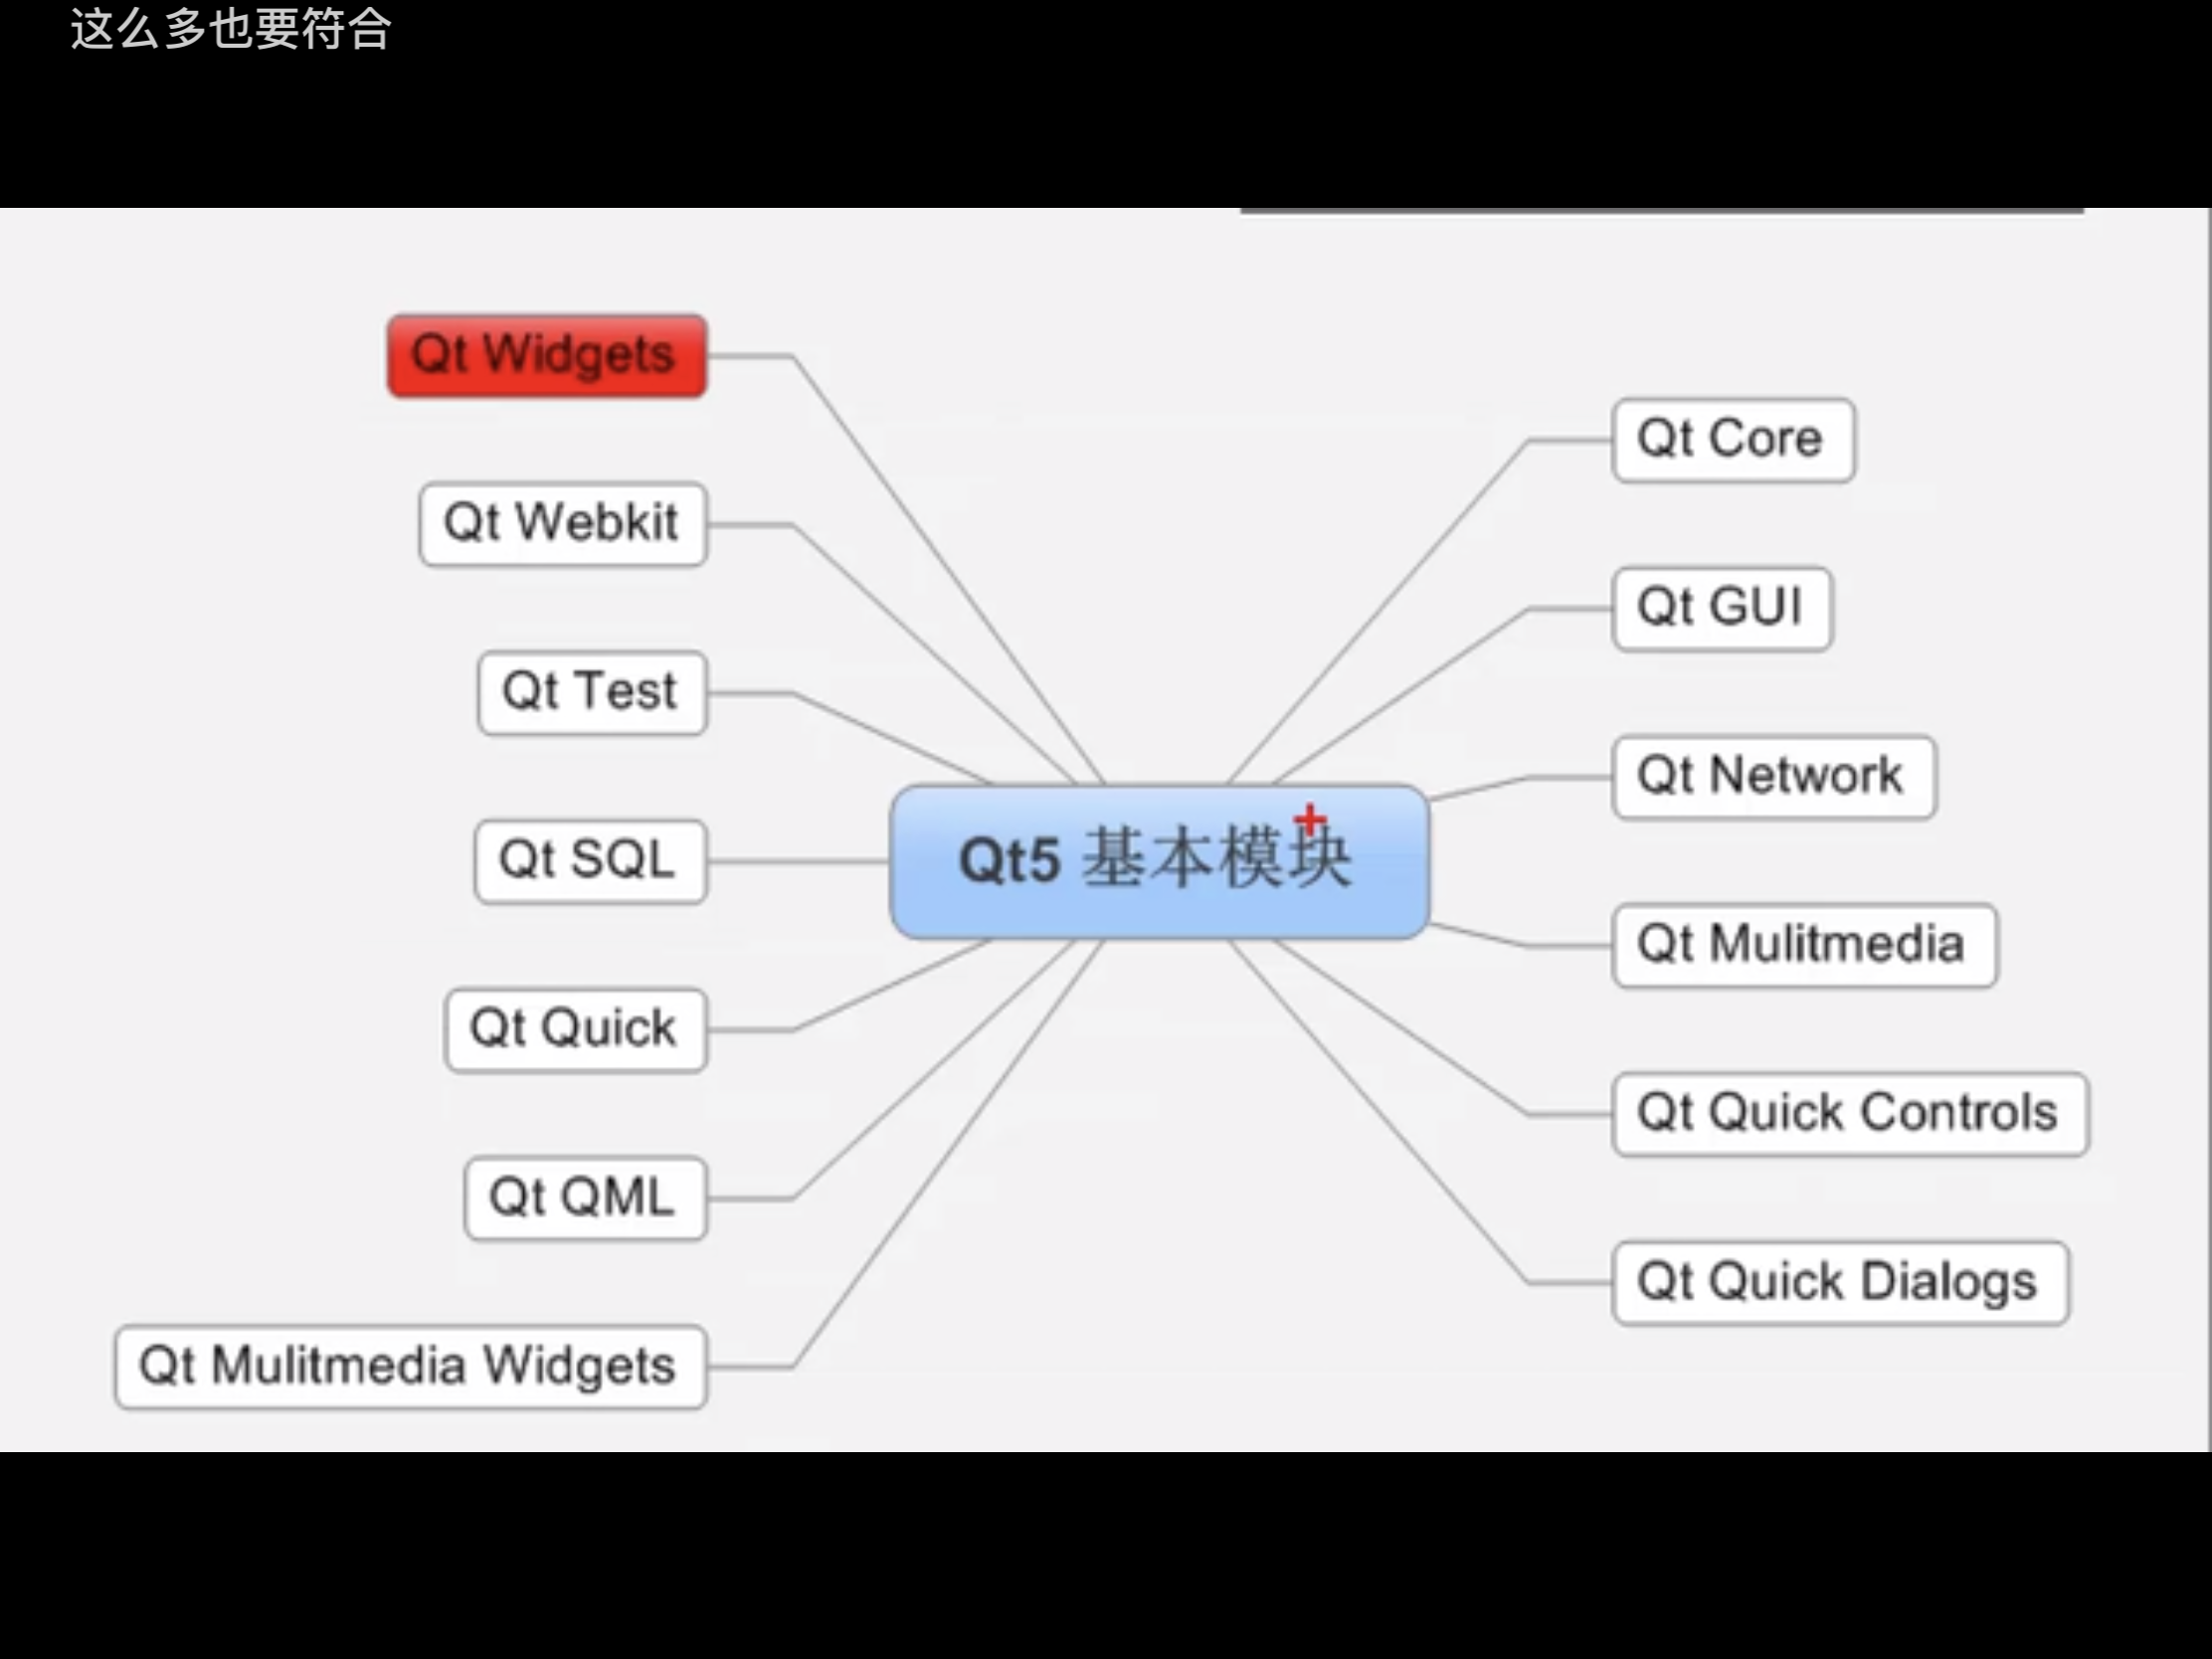 这么多也要符合
Qt Widgets
Qt Webkit
Qt Test
Qt SQL
Qt Quick
Qt QML
Qt Mulitmedia Widgets
Qt5 基本模块
Qt Core
Qt GUI
Qt Network
Qt Mulitmedia
Qt Quick Controls
Qt Quick Dialogs